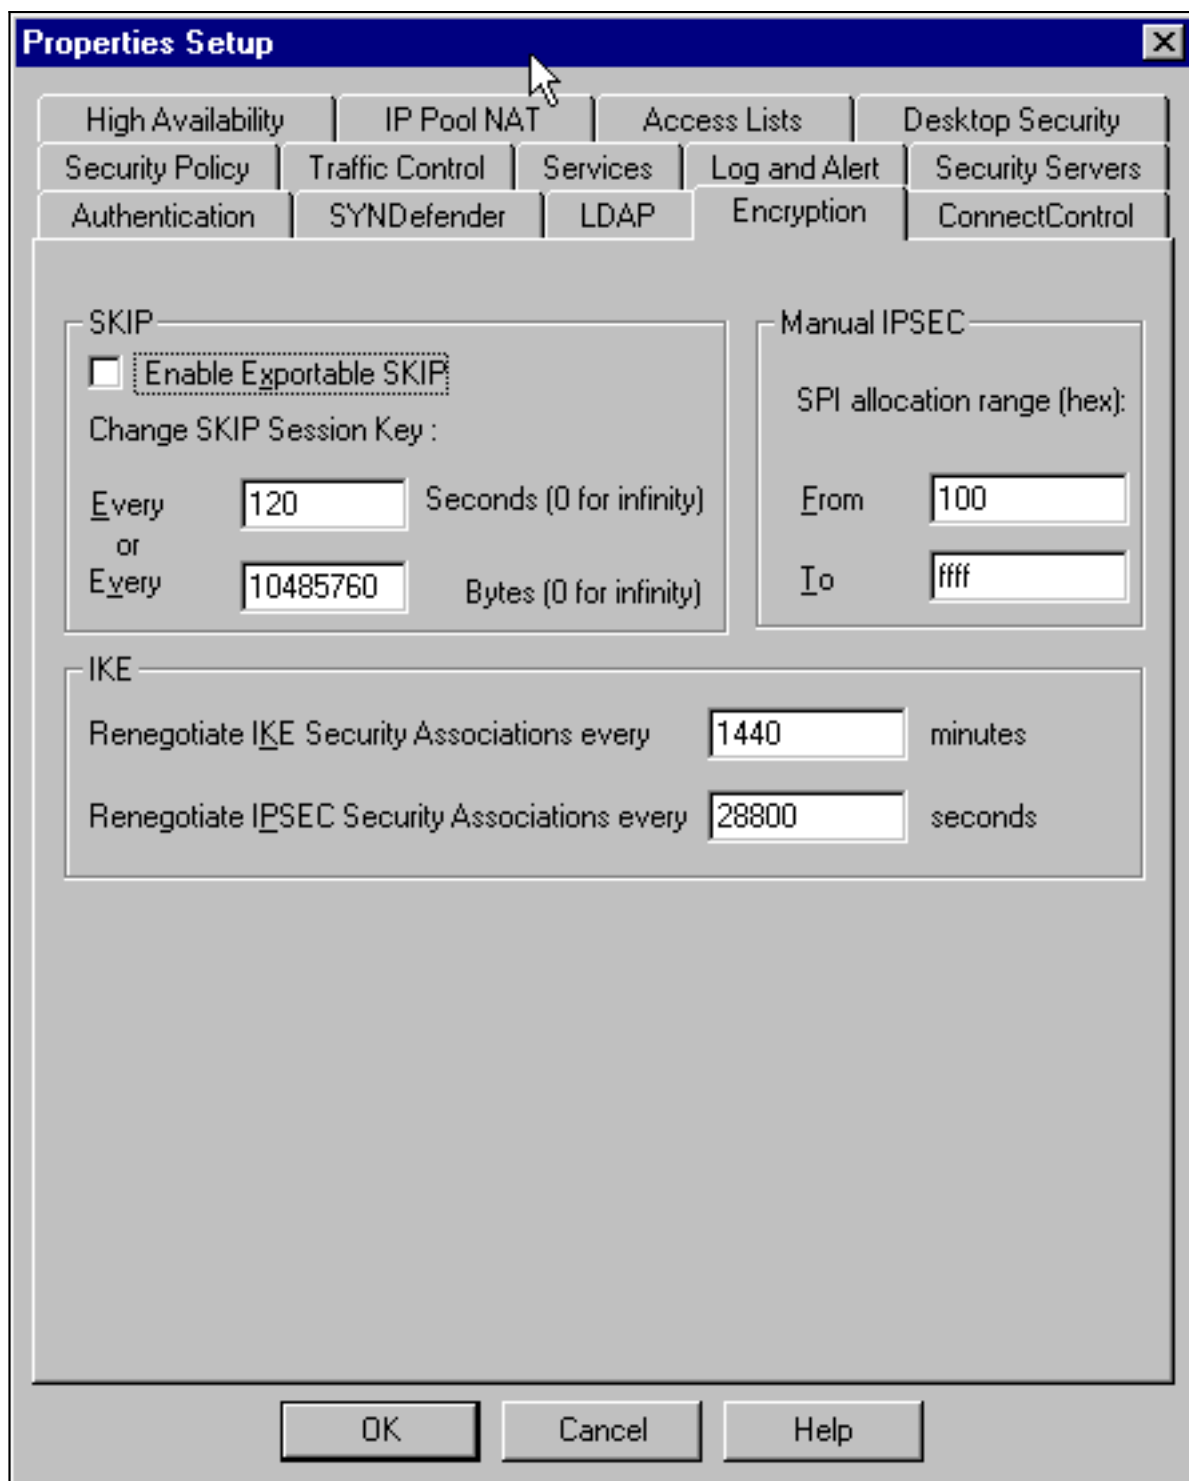 Properties Setup
High Availability IP Pool NAT Access Lists Desktop Security
Security Policy Traffic Control Services Log and Alert Security Servers
Authentication SYNDefender LDAP Encryption ConnectControl
SKIP
Enable Exportable SKIP
Change SKIP Session Key :
Every 120 Seconds (0 for infinity)
or
Every 10485760 Bytes (0 for infinity)
Manual IPSEC
SPI allocation range (hex):
From 100
To ffff
IKE
Renegotiate IKE Security Associations every 1440 minutes
Renegotiate IPSEC Security Associations every 28800 seconds
OK Cancel Help